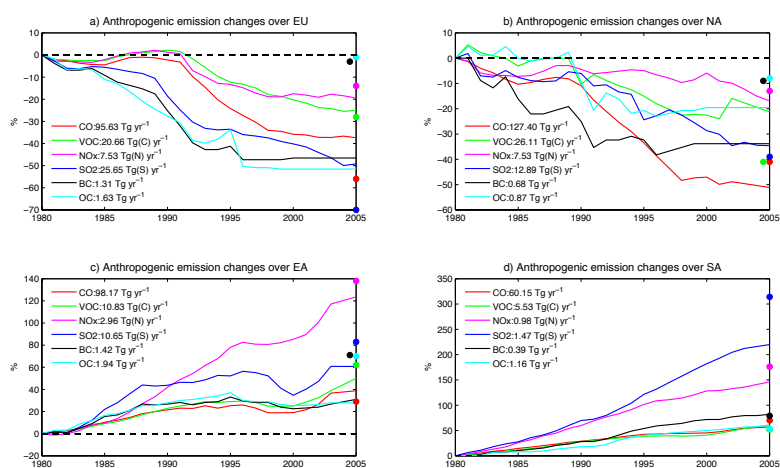 a) Anthropogenic emission changes over EU
10
0
−10
−20
−30
−40
−50
−60
−70
%
CO:95.63 Tg yr−1
VOC:20.66 Tg(C) yr−1
NOx:7.53 Tg(N) yr−1
SO2:25.65 Tg(S) yr−1
BC:1.31 Tg yr−1
OC:1.63 Tg yr−1
1980 1985 1990 1995 2000 2005
b) Anthropogenic emission changes over NA
10
0
−10
−20
−30
−40
−50
−60
%
CO:127.40 Tg yr−1
VOC:26.11 Tg(C) yr−1
NOx:7.53 Tg(N) yr−1
SO2:12.89 Tg(S) yr−1
BC:0.68 Tg yr−1
OC:0.87 Tg yr−1
1980 1985 1990 1995 2000 2005
c) Anthropogenic emission changes over EA
140
120
100
80
60
40
20
0
−20
%
CO:98.17 Tg yr−1
VOC:10.83 Tg(C) yr−1
NOx:2.96 Tg(N) yr−1
SO2:10.65 Tg(S) yr−1
BC:1.42 Tg yr−1
OC:1.94 Tg yr−1
1980 1985 1990 1995 2000 2005
d) Anthropogenic emission changes over SA
350
300
250
200
150
100
50
0
%
CO:60.15 Tg yr−1
VOC:5.53 Tg(C) yr−1
NOx:0.98 Tg(N) yr−1
SO2:1.47 Tg(S) yr−1
BC:0.39 Tg yr−1
OC:1.16 Tg yr−1
1980 1985 1990 1995 2000 2005